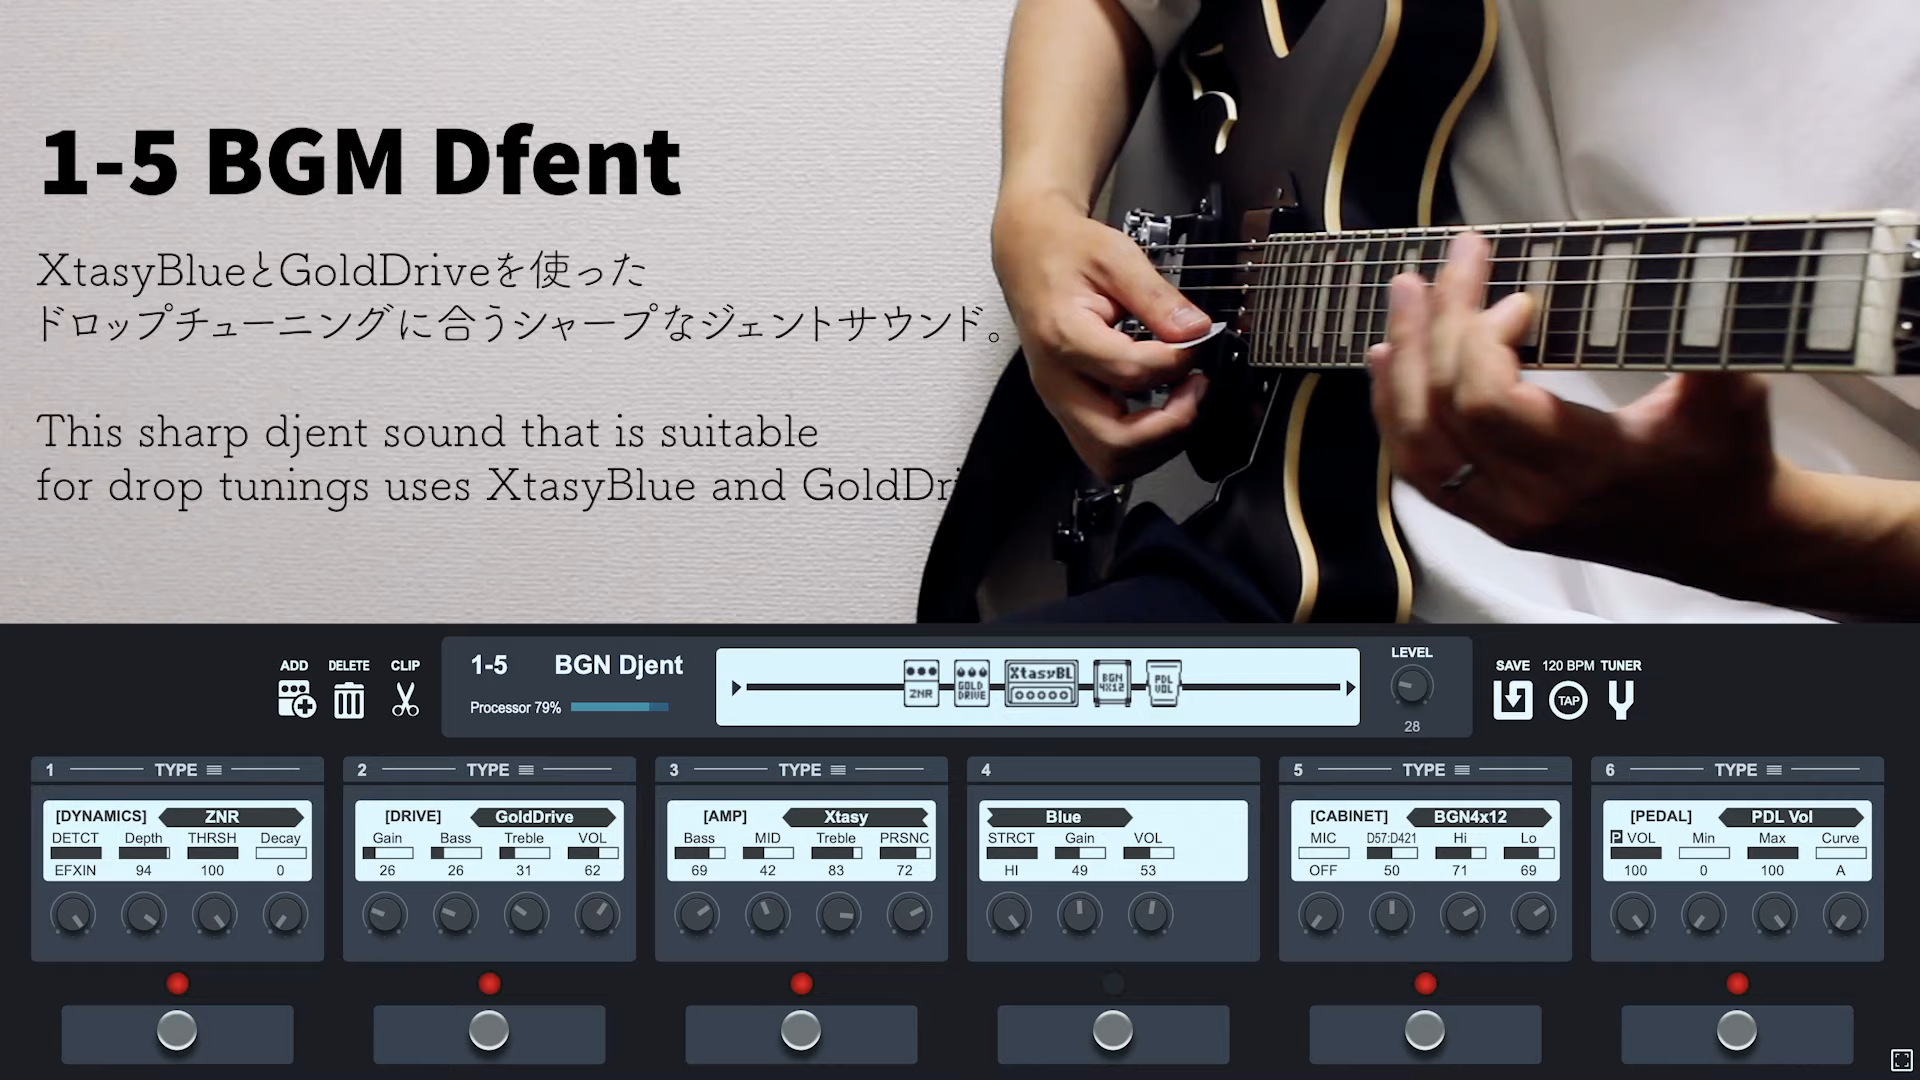 1-5 BGM Dfent
XtasyBlueとGoldDriveを使った
ドロップチューニングに合うシャープなジェントサウンド。
This sharp djent sound that is suitable
for drop tunings uses XtasyBlue and GoldDri
ADD DELETE CLIP
1-5 BGN Djent
Processor 79%
ZNR GOLD DRIVE XtasyBL BGN 4X12 PDL VOL
LEVEL
28
SAVE 120 BPM TUNER
TAP
1 TYPE
[DYNAMICS] ZNR
DETCT Depth THRSH Decay
EFXIN 94 100 0
2 TYPE
[DRIVE] GoldDrive
Gain Bass Treble VOL
26 26 31 62
3 TYPE
[AMP] Xtasy
Bass MID Treble PRSNC
69 42 83 72
4
Blue
STRCT Gain VOL
HI 49 53
5 TYPE
[CABINET] BGN4x12
MIC D57:D421 Hi Lo
OFF 50 71 69
6 TYPE
[PEDAL] PDL Vol
P VOL Min Max Curve
100 0 100 A